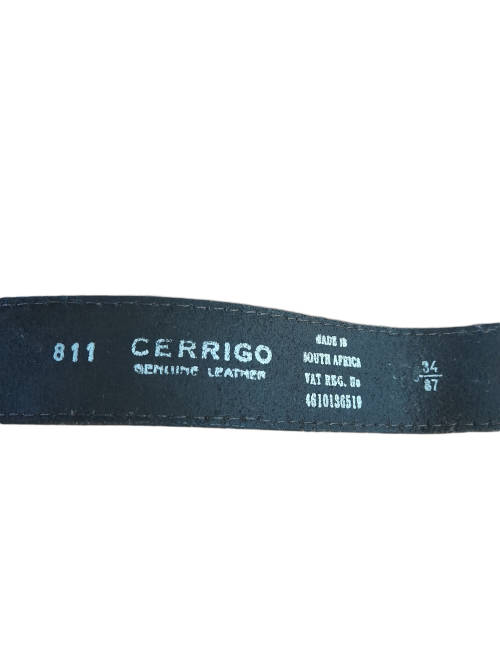 811
CERRIGO
GENUINE LEATHER
MADE IN
SOUTH AFRICA
VAT REG. No
4610136519
34
87